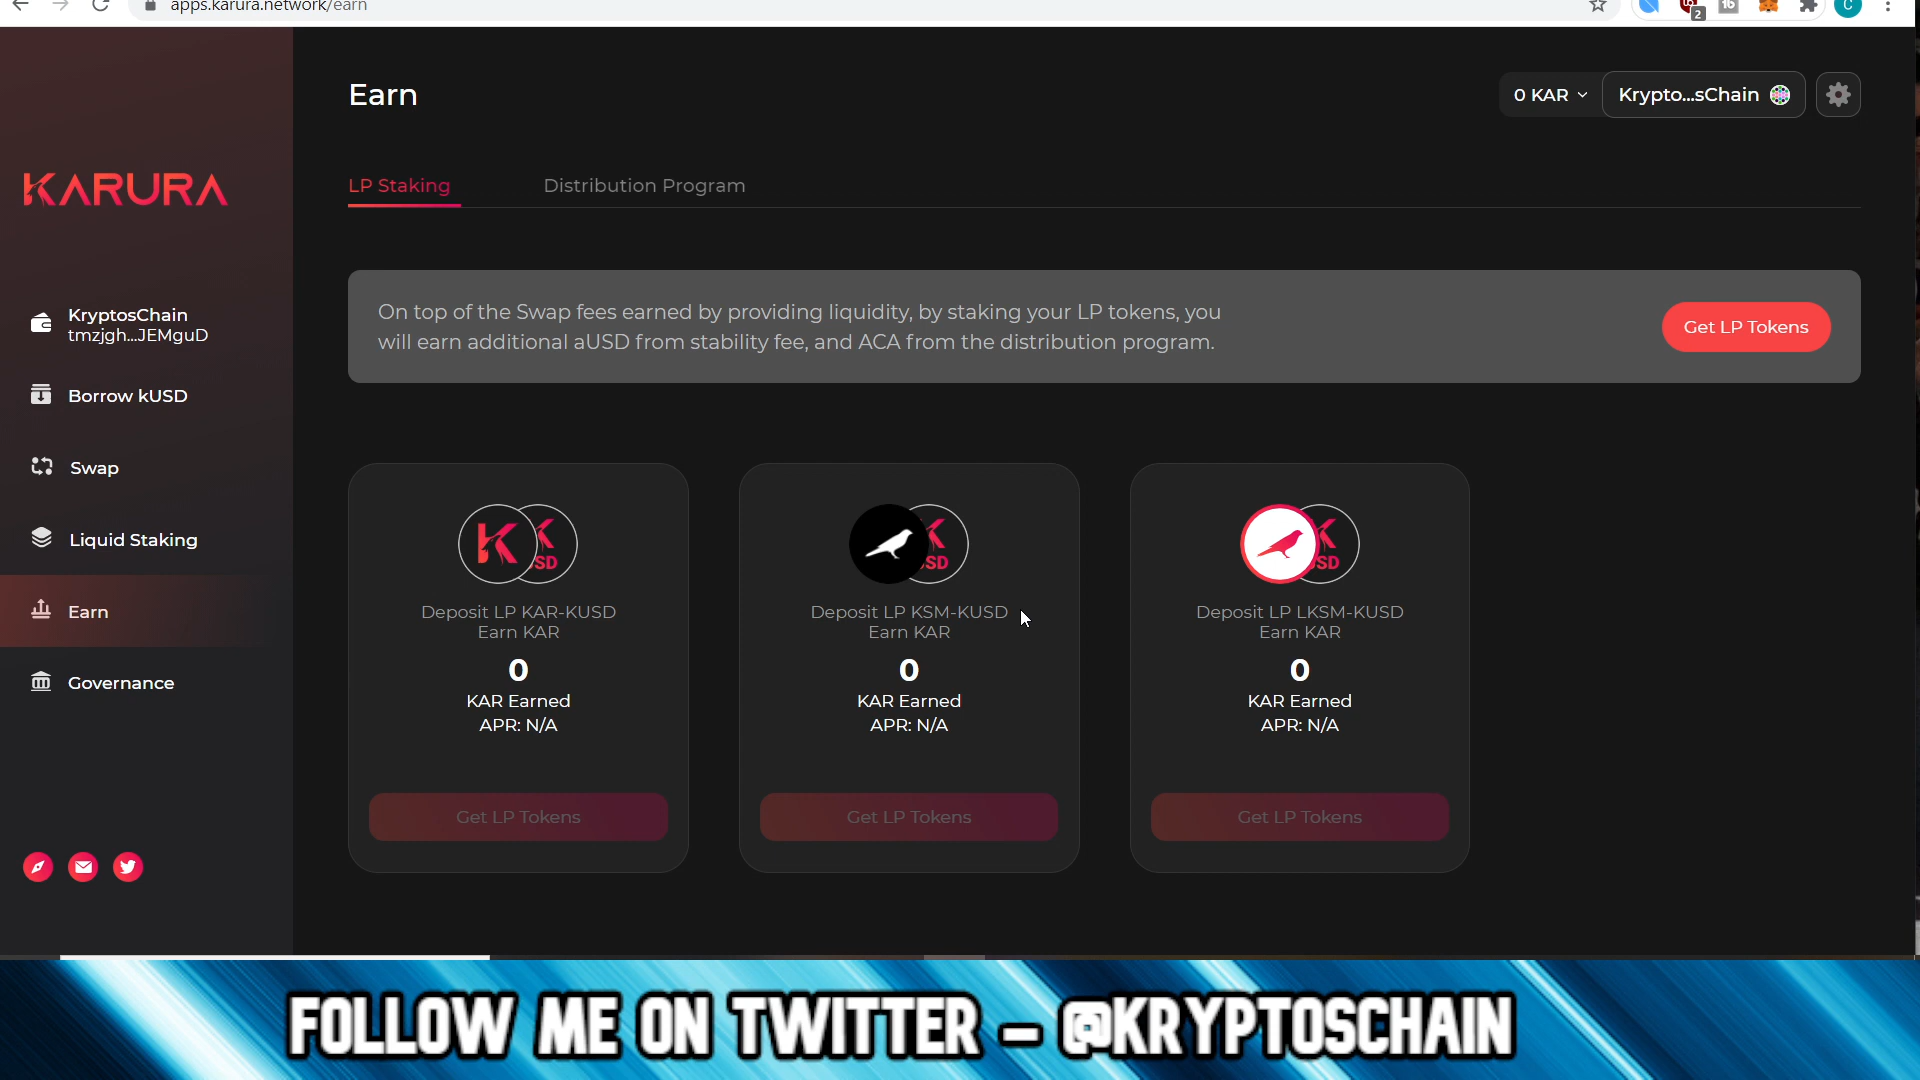 apps.karura.network/earn
2
16
C
Earn
0 KAR
Krypto...sChain
KARURA
LP Staking
Distribution Program
On top of the Swap fees earned by providing liquidity, by staking your LP tokens, you
will earn additional aUSD from stability fee, and ACA from the distribution program.
Get LP Tokens
KryptosChain
tmzjgh...JEMguD
Borrow kUSD
Swap
Liquid Staking
Earn
Governance
K
SD
SD
SD
Deposit LP KAR-KUSD
Earn KAR
0
KAR Earned
APR: N/A
Get LP Tokens
Deposit LP KSM-KUSD
Earn KAR
0
KAR Earned
APR: N/A
Get LP Tokens
Deposit LP LKSM-KUSD
Earn KAR
0
KAR Earned
APR: N/A
Get LP Tokens
FOLLOW ME ON TWITTER – @KRYPTOSCHAIN